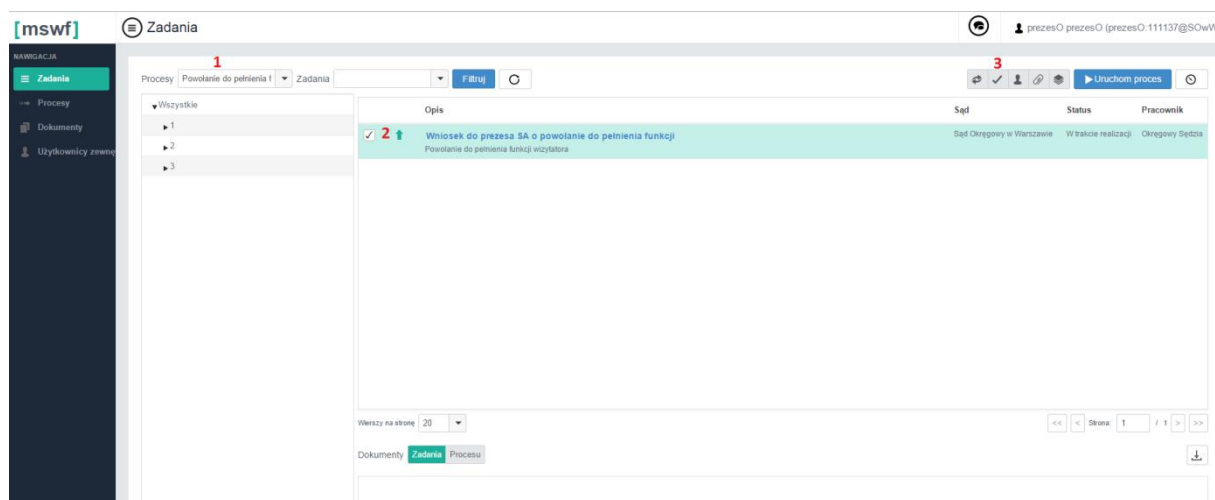 [mswf]
Zadania
prezesO prezesO (prezesO:111137@SOwW
NAWIGACJA
Zadania
Procesy
Dokumenty
Użytkownicy zewnę
1
3
Procesy Powołanie do pełnienia f Zadania Filtruj
Uruchom proces
Wszystkie
1
2
3
Opis Sąd Status Pracownik
2 Wniosek do prezesa SA o powołanie do pełnienia funkcji Sąd Okręgowy w Warszawie W trakcie realizacji Okręgowy Sędzia
Powołanie do pełnienia funkcji wizytatora
Wierszy na stronę 20
<< < Strona: 1 / 1 > >>
Dokumenty Zadania Procesu